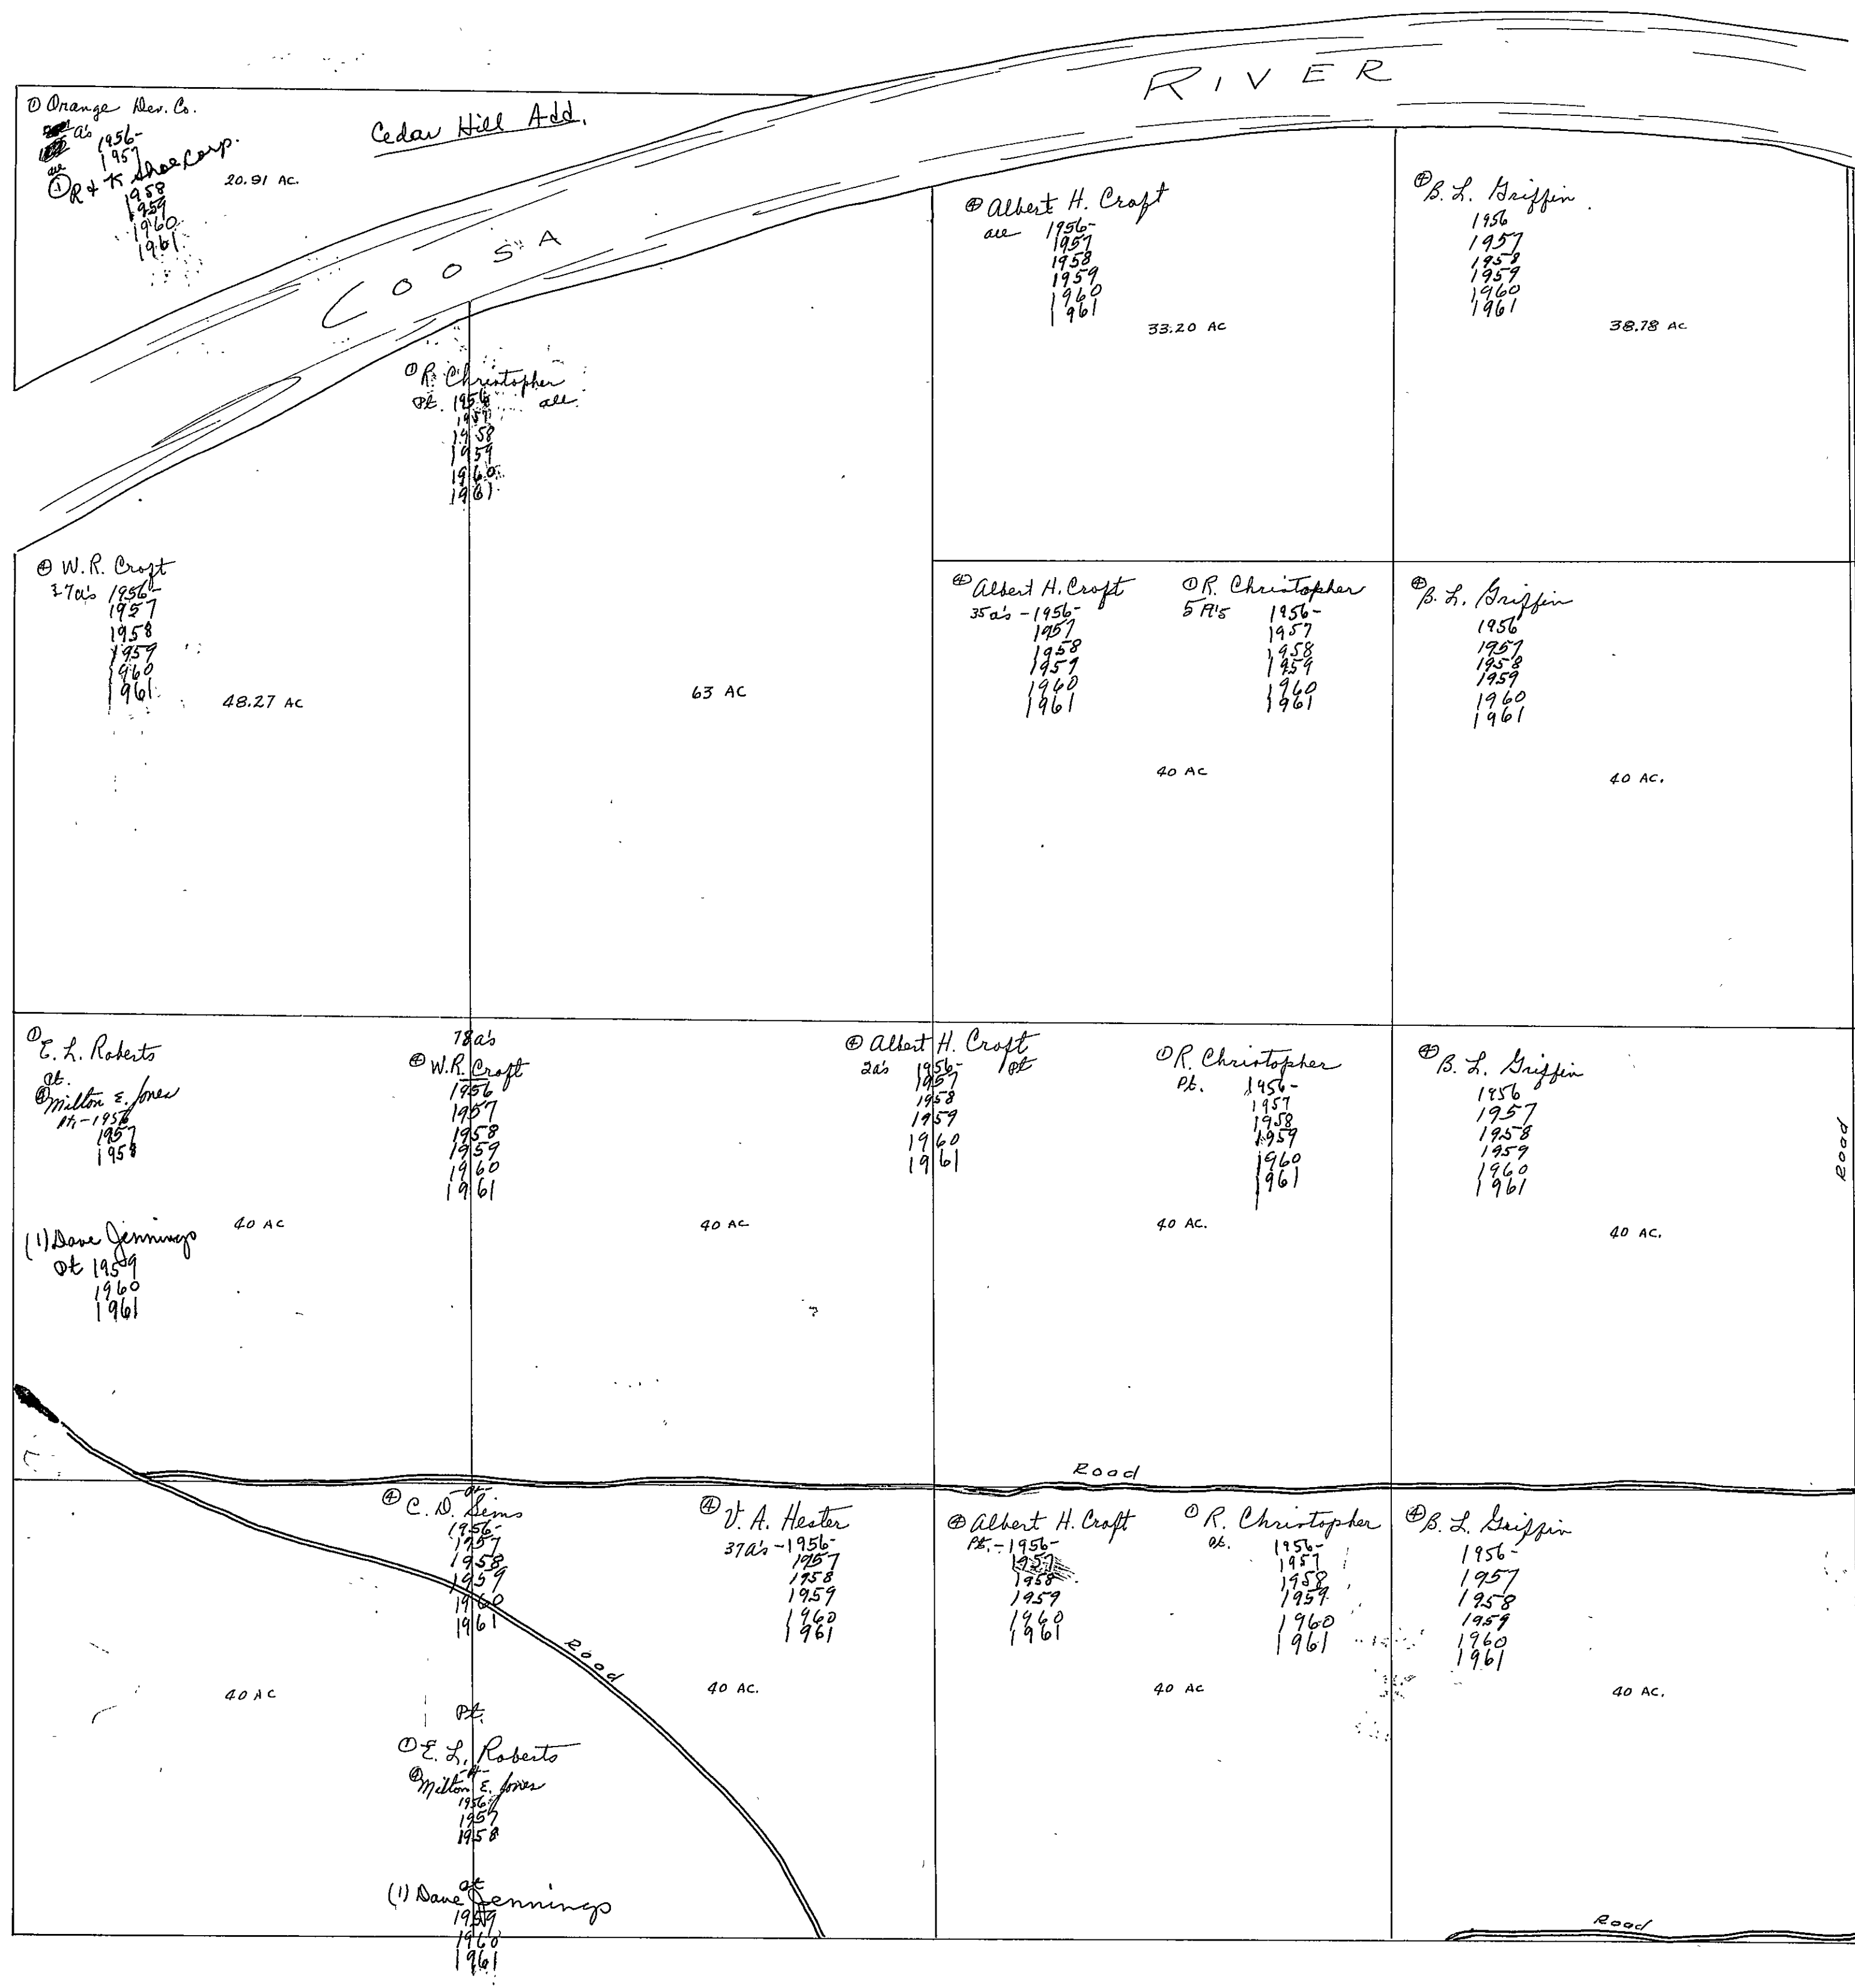 RIVER
COOSA
① Orange Dev. Co.
a's 1956-
1957
all
① R & K Shoe Corp.
1958
1959
1960
1961
20.91 AC.
Cedar Hill Add.
④ Albert H. Croft
all 1956-
1957
1958
1959
1960
1961
33.20 AC
④ B. L. Griffin
1956
1957
1958
1959
1960
1961
38.78 AC
① R. Christopher
Pt. 1956 all
1957
1958
1959
1960
1961
④ W.R. Croft
37a's 1956-
1957
1958
1959
1960
1961
48.27 AC
63 AC
④ Albert H. Croft
35a's - 1956-
1957
1958
1959
1960
1961
① R. Christopher
5 A's 1956-
1957
1958
1959
1960
1961
40 AC
④ B. L. Griffin
1956
1957
1958
1959
1960
1961
40 AC.
① E. L. Roberts
Pt.
④ Milton E. Jones
Pt. - 1956
1957
1958
(1) Dave Jennings
Pt 1959
1960
1961
40 AC
78a's
④ W.R. Croft
1956
1957
1958
1959
1960
1961
40 AC
④ Albert H. Croft
2a's 1956- pt
1957
1958
1959
1960
1961
① R. Christopher
Pt. 1956-
1957
1958
1959
1960
1961
40 AC.
④ B. L. Griffin
1956
1957
1958
1959
1960
1961
40 AC.
Road
Road
④ C. D. Sims
1956-
1957
1958
1959
1960
1961
40 AC
Pt.
① E. L. Roberts
④ Milton E. Jones
1956
1957
1958
pt
(1) Dave Jennings
1959
1960
1961
Road
④ V. A. Hester
37a's - 1956-
1957
1958
1959
1960
1961
40 AC.
④ Albert H. Croft
Pt. - 1956-
1957
1958
1959
1960
1961
① R. Christopher
Pt. 1956-
1957
1958
1959
1960
1961
40 AC
④ B. L. Griffin
1956-
1957
1958
1959
1960
1961
40 AC.
Road